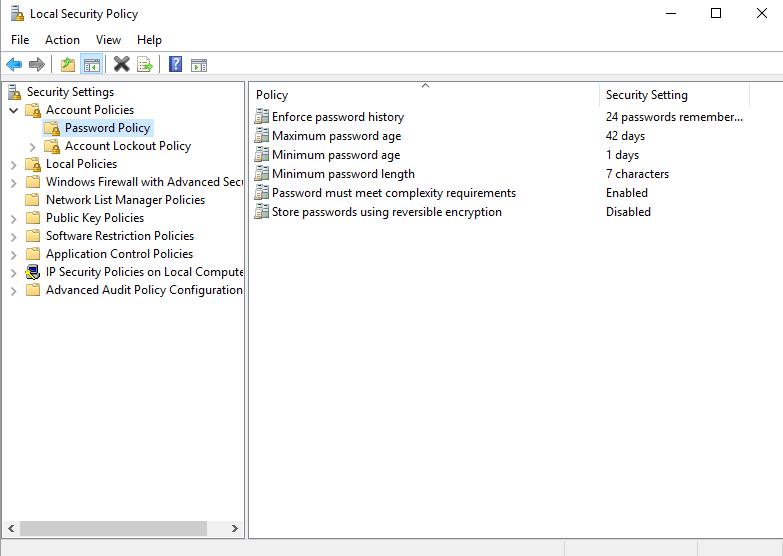 Local Security Policy
File Action View Help
Security Settings
Account Policies
Password Policy
Account Lockout Policy
Local Policies
Windows Firewall with Advanced Secu
Network List Manager Policies
Public Key Policies
Software Restriction Policies
Application Control Policies
IP Security Policies on Local Compute
Advanced Audit Policy Configuration
Policy Security Setting
Enforce password history 24 passwords remember...
Maximum password age 42 days
Minimum password age 1 days
Minimum password length 7 characters
Password must meet complexity requirements Enabled
Store passwords using reversible encryption Disabled